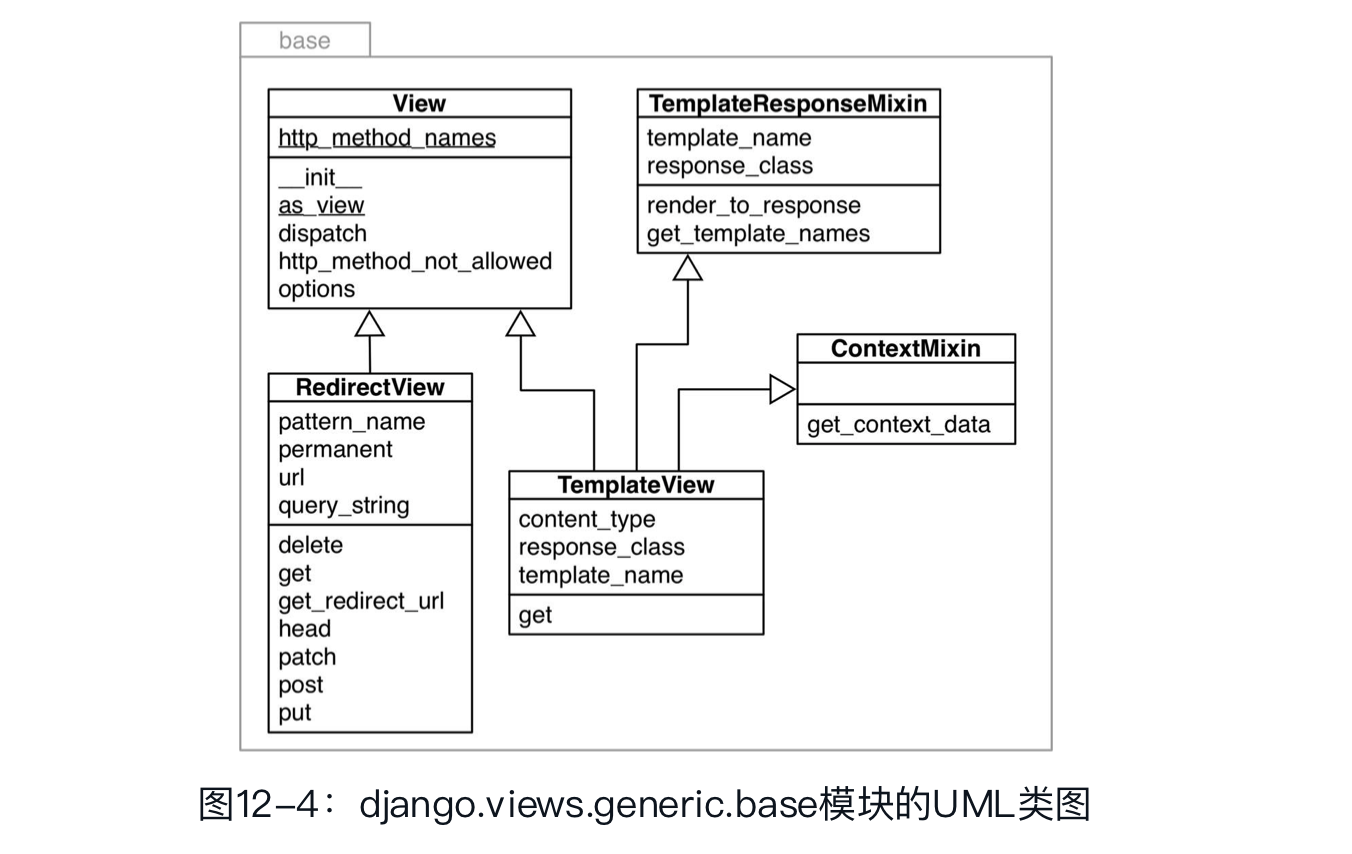 base
View
http_method_names
__init__
as_view
dispatch
http_method_not_allowed
options
TemplateResponseMixin
template_name
response_class
render_to_response
get_template_names
ContextMixin
get_context_data
RedirectView
pattern_name
permanent
url
query_string
delete
get
get_redirect_url
head
patch
post
put
TemplateView
content_type
response_class
template_name
get
图12–4：django.views.generic.base模块的UML类图